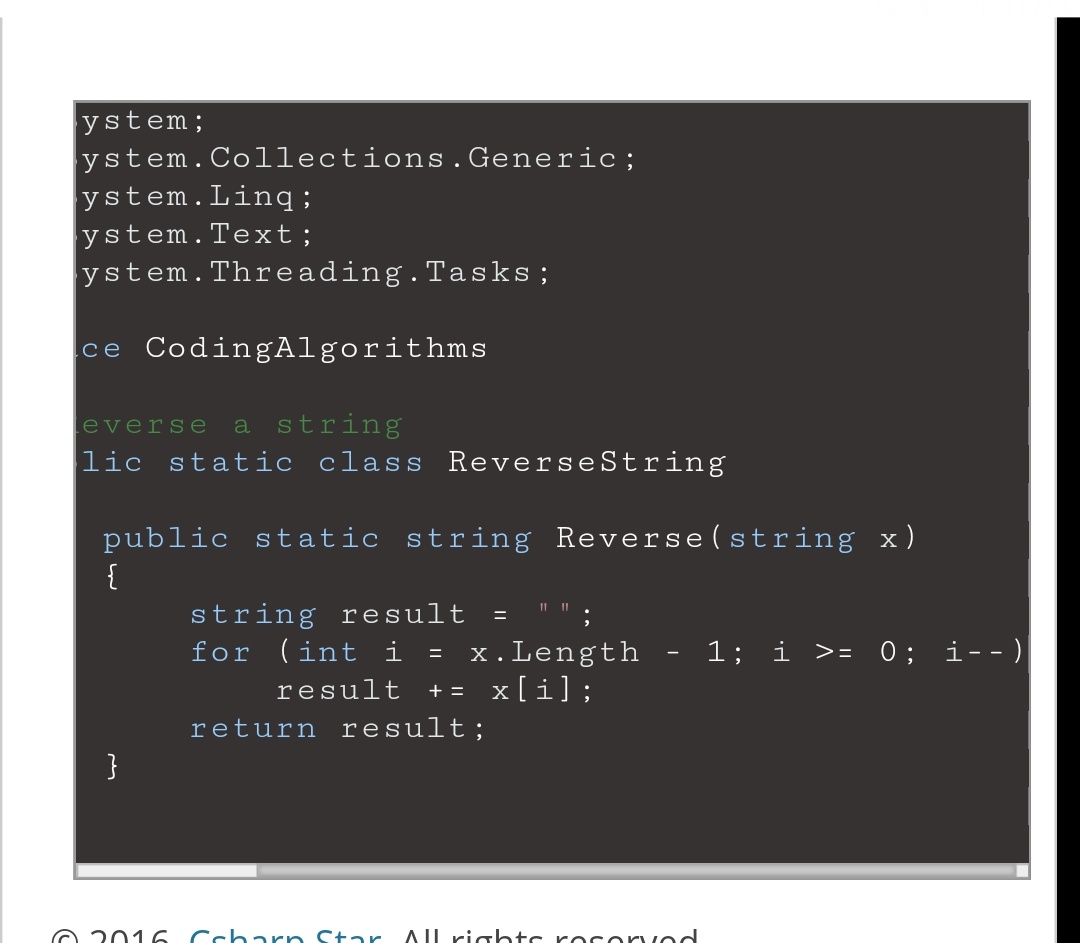 ystem;
ystem.Collections.Generic;
ystem.Linq;
ystem.Text;
ystem.Threading.Tasks;
ce CodingAlgorithms
everse a string
lic static class ReverseString
public static string Reverse(string x)
{
string result = "";
for (int i = x.Length - 1; i >= 0; i--)
result += x[i];
return result;
}
© 2016, Csharp Star. All rights reserved